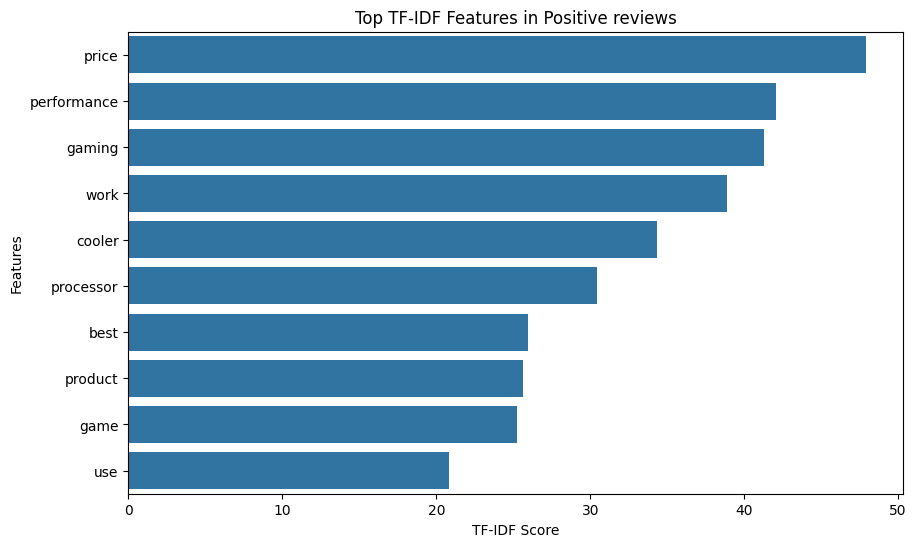 Top TF-IDF Features in Positive reviews
price
performance
gaming
work
cooler
processor
best
product
game
use
Features
0 10 20 30 40 50
TF-IDF Score